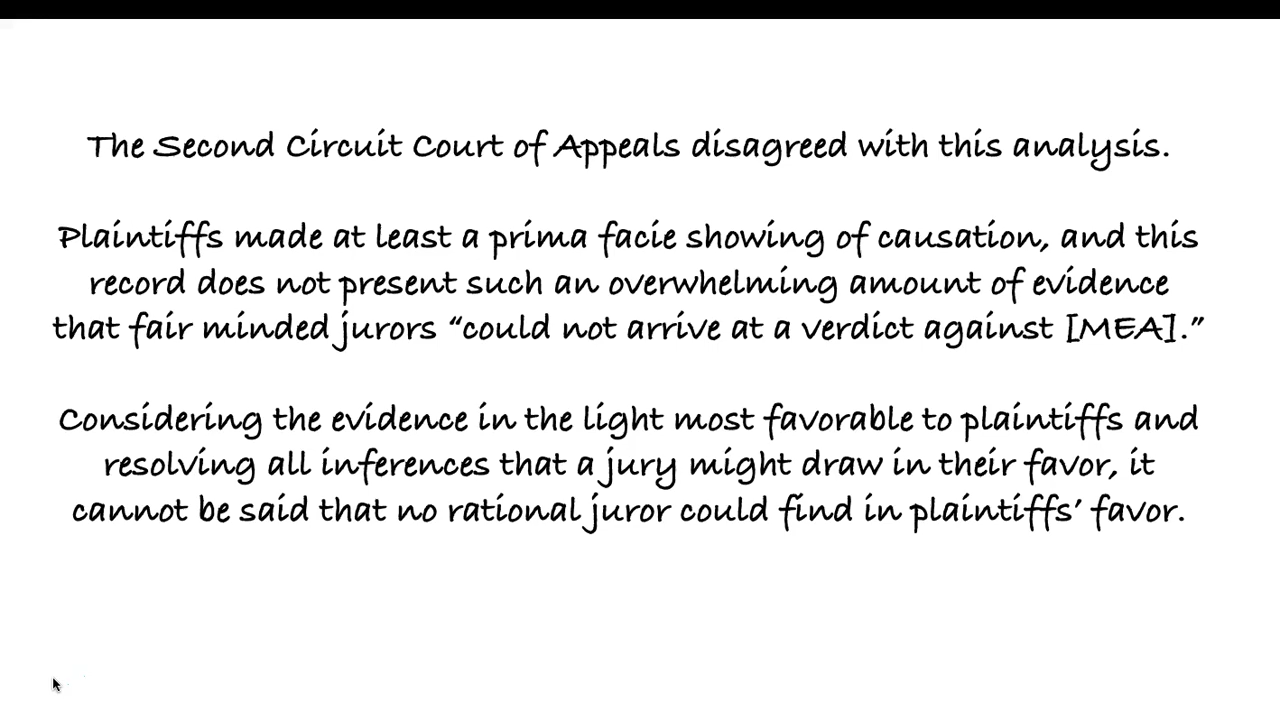 The Second Circuit Court of Appeals disagreed with this analysis.
Plaintiffs made at least a prima facie showing of causation, and this
record does not present such an overwhelming amount of evidence
that fair minded jurors “could not arrive at a verdict against [MEA].”
Considering the evidence in the light most favorable to plaintiffs and
resolving all inferences that a jury might draw in their favor, it
cannot be said that no rational juror could find in plaintiffs’ favor.